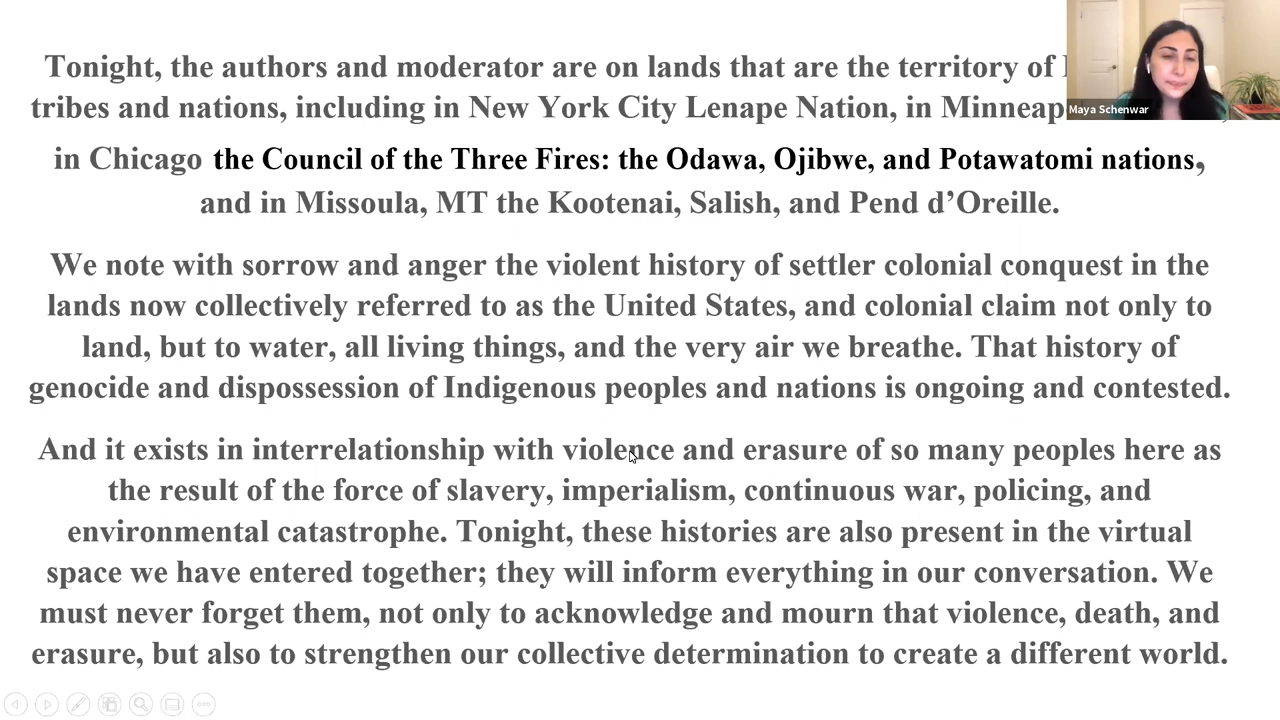 Tonight, the authors and moderator are on lands that are the territory of
tribes and nations, including in New York City Lenape Nation, in
in Chicago the Council of the Three Fires: the Odawa, Ojibwe, and Potawatomi nations,
and in Missoula, MT the Kootenai, Salish, and Pend d’Oreille.
We note with sorrow and anger the violent history of settler colonial conquest in the
lands now collectively referred to as the United States, and colonial claim not only to
land, but to water, all living things, and the very air we breathe. That history of
genocide and dispossession of Indigenous peoples and nations is ongoing and contested.
And it exists in interrelationship with violence and erasure of so many peoples here as
the result of the force of slavery, imperialism, continuous war, policing, and
environmental catastrophe. Tonight, these histories are also present in the virtual
space we have entered together; they will inform everything in our conversation. We
must never forget them, not only to acknowledge and mourn that violence, death, and
erasure, but also to strengthen our collective determination to create a different world.
Maya Schenwar